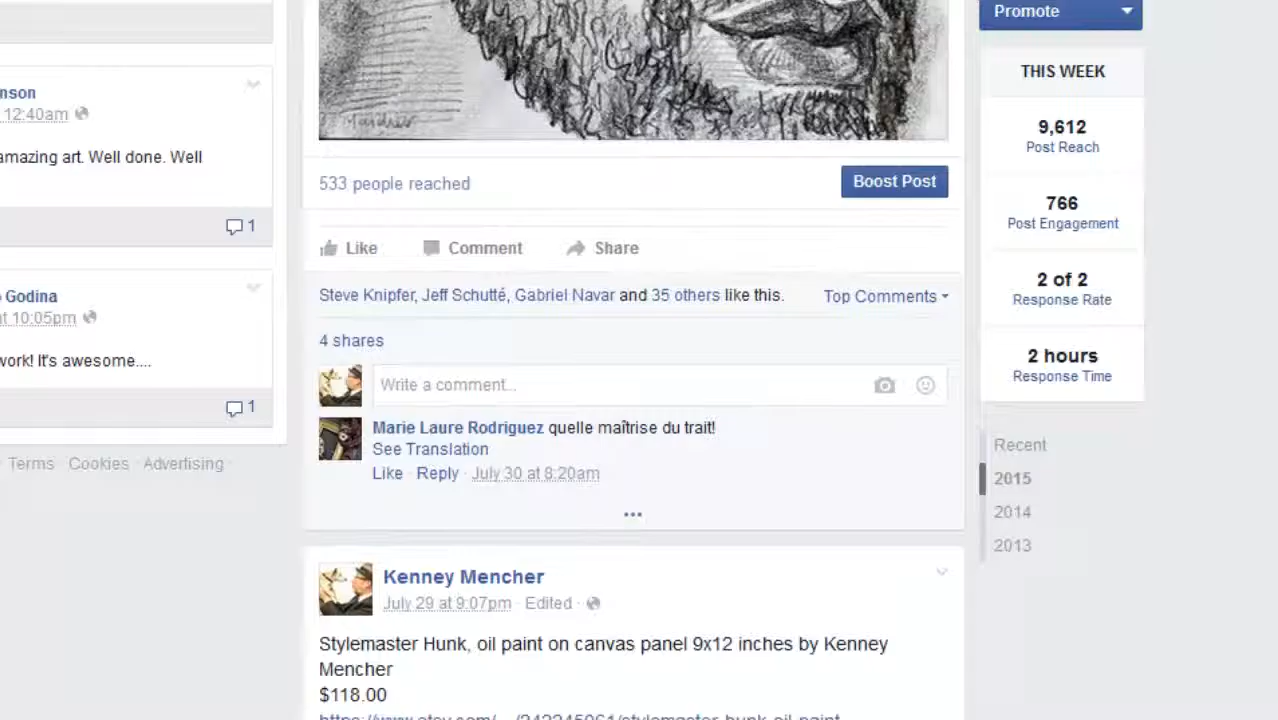 nson
12:40am
amazing art. Well done. Well
1
Godina
at 10:05pm
work! It's awesome....
1
Terms · Cookies · Advertising ·
533 people reached
Boost Post
Like
Comment
Share
Steve Knipfer, Jeff Schutté, Gabriel Navar and 35 others like this.
Top Comments
4 shares
Write a comment...
Marie Laure Rodriguez quelle maîtrise du trait!
See Translation
Like · Reply · July 30 at 8:20am
...
Kenney Mencher
July 29 at 9:07pm · Edited ·
Stylemaster Hunk, oil paint on canvas panel 9x12 inches by Kenney
Mencher
$118.00
https://www.etsy.com/.../242245061/stylemaster-hunk-oil-paint
Promote
THIS WEEK
9,612
Post Reach
766
Post Engagement
2 of 2
Response Rate
2 hours
Response Time
Recent
2015
2014
2013